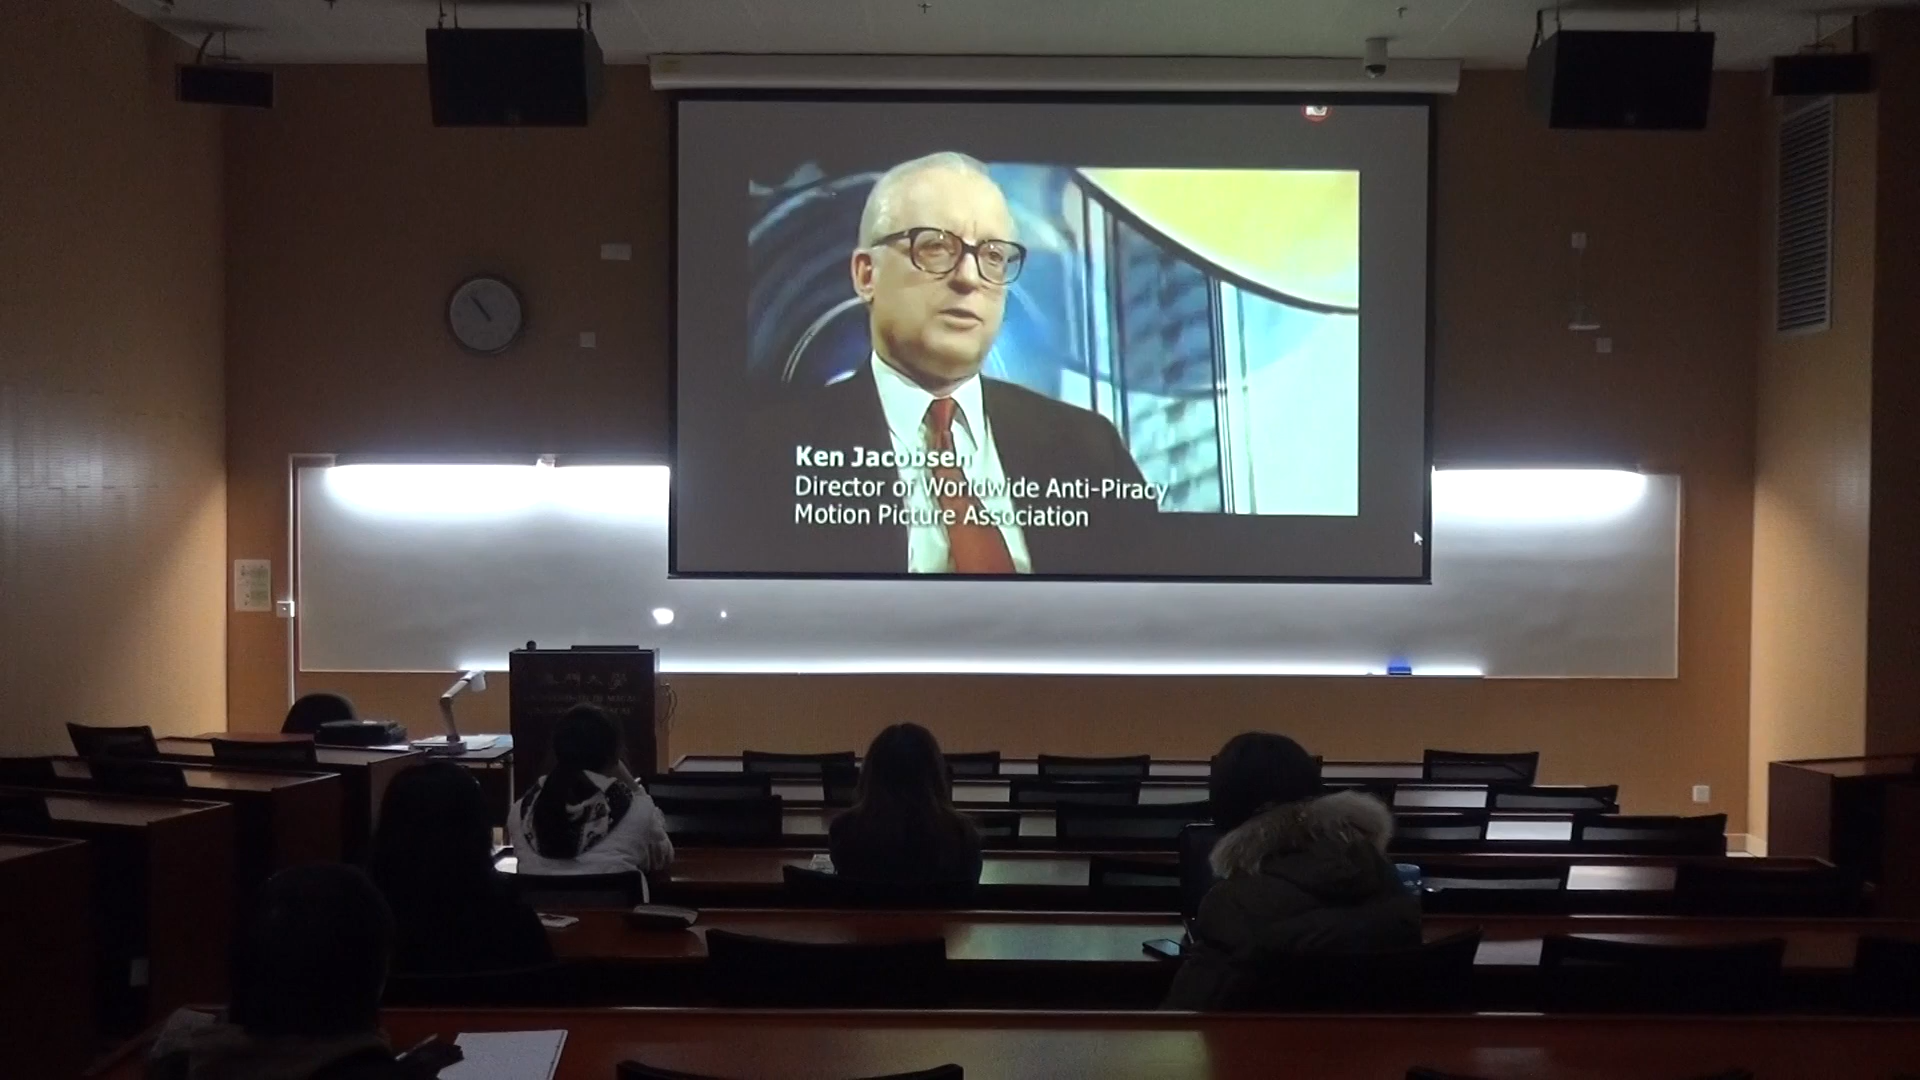 Ken Jacobsen
Director of Worldwide Anti-Piracy
Motion Picture Association